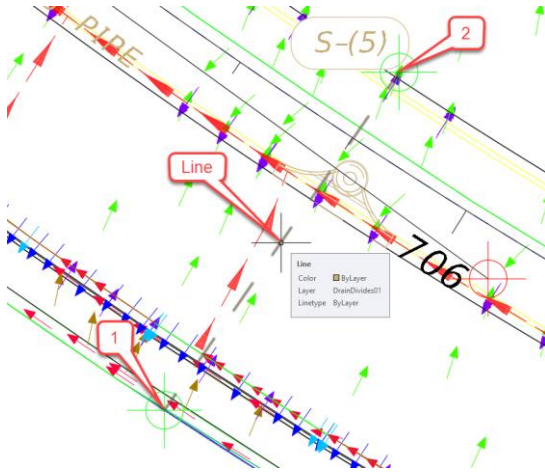 PIPE
S-(5)
2
Line
706
Line
Color ByLayer
Layer DrainDivides01
Linetype ByLayer
1